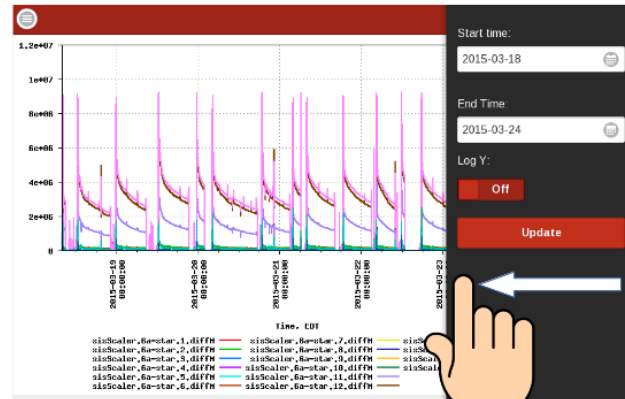 Start time:
2015-03-18
End Time:
2015-03-24
Log Y:
Off
Update
1.2e+07
1e+07
8e+06
6e+06
4e+06
2e+06
0
2015-03-19
00:00:00
2015-03-20
00:00:00
2015-03-21
00:00:00
2015-03-22
00:00:00
2015-03-23
00:00:00
Time, EDT
sisScaler.6a-star.1.diffM sisScaler.6a-star.7.diffM
sisScaler.6a-star.2.diffM sisScaler.6a-star.8.diffM
sisScaler.6a-star.3.diffM sisScaler.6a-star.9.diffM
sisScaler.6a-star.4.diffM sisScaler.6a-star.10.diffM
sisScaler.6a-star.5.diffM sisScaler.6a-star.11.diffM
sisScaler.6a-star.6.diffM sisScaler.6a-star.12.diffM